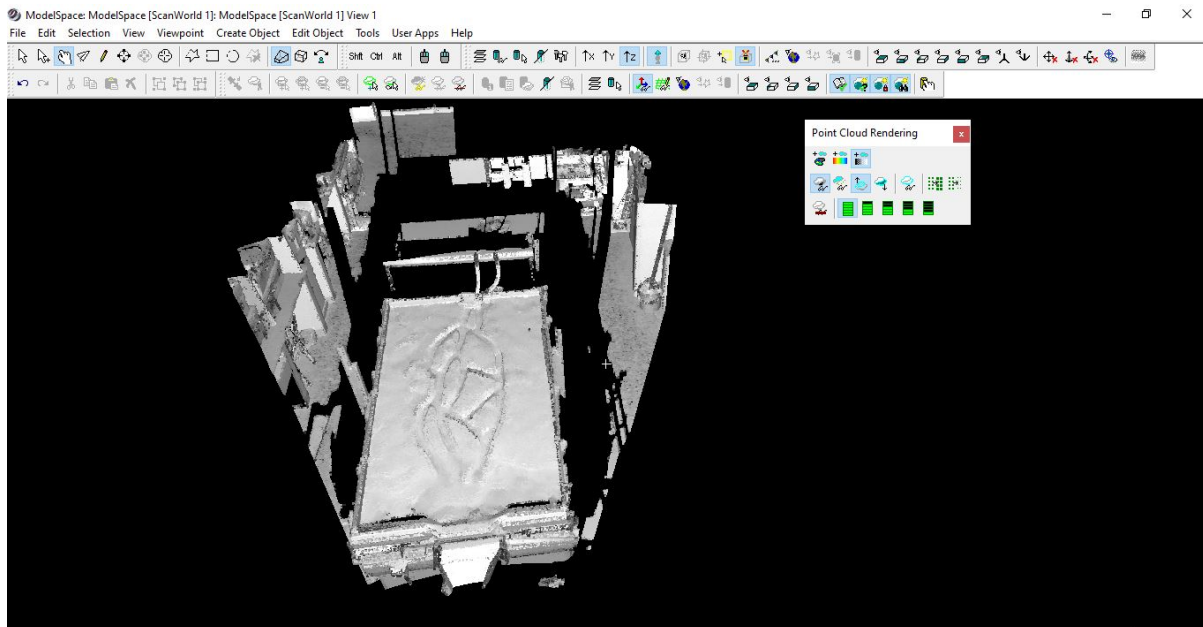 ModelSpace: ModelSpace [ScanWorld 1]: ModelSpace [ScanWorld 1] View 1
File Edit Selection View Viewpoint Create Object Edit Object Tools User Apps Help
Shft Ctrl Alt
Point Cloud Rendering
x